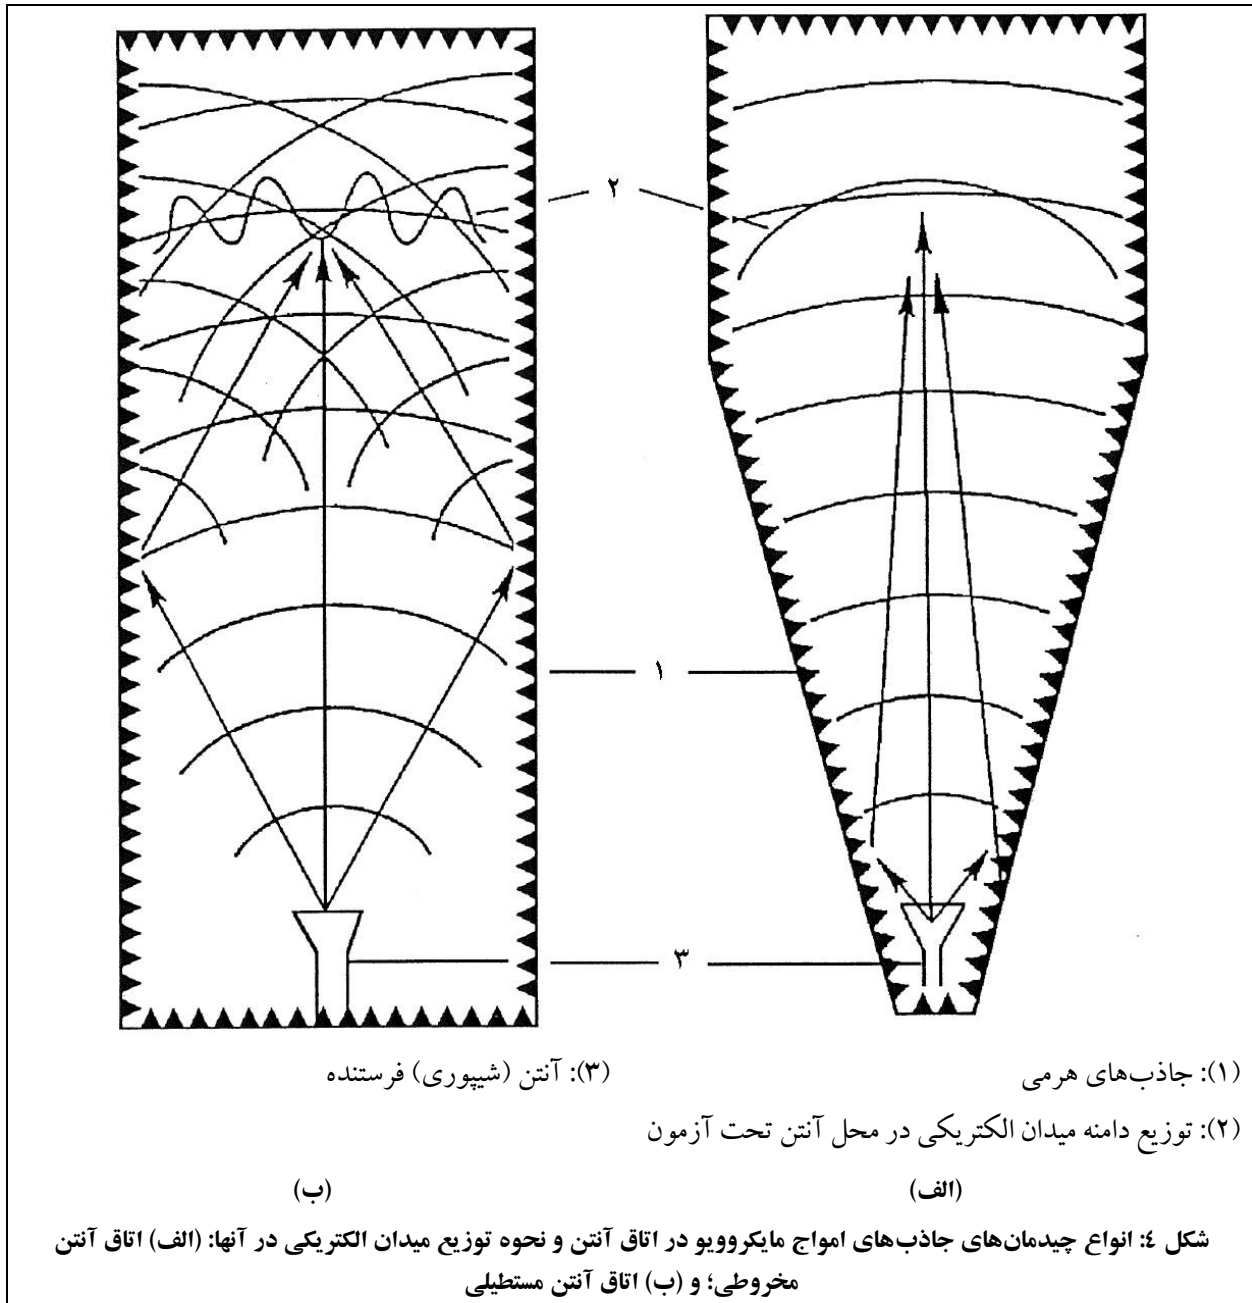 ۲
۱
۳
(۱): جاذب‌های هرمی
(۳): آنتن (شیپوری) فرستنده
(۲): توزیع دامنه میدان الکتریکی در محل آنتن تحت آزمون
(الف)
(ب)
شکل ٤: انواع چیدمان‌های جاذب‌های امواج مایکروویو در اتاق آنتن و نحوه توزیع میدان الکتریکی در آنها: (الف) اتاق آنتن
مخروطی؛ و (ب) اتاق آنتن مستطیلی